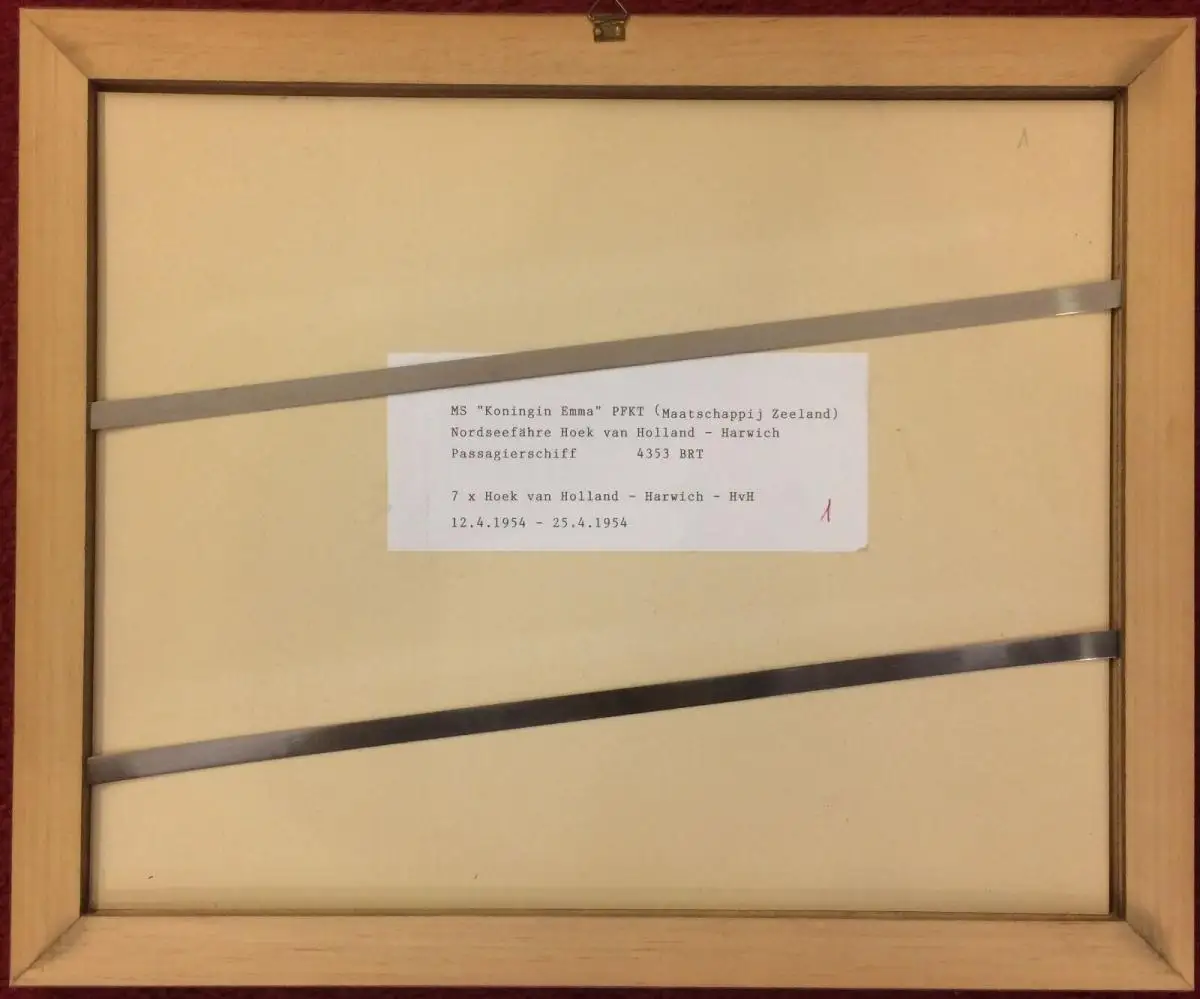 1
MS "Koningin Emma" PFKT (Maatschappij Zeeland)
Nordseefähre Hoek van Holland - Harwich
Passagierschiff 4353 BRT
7 x Hoek van Holland - Harwich - HvH
12.4.1954 - 25.4.1954
1